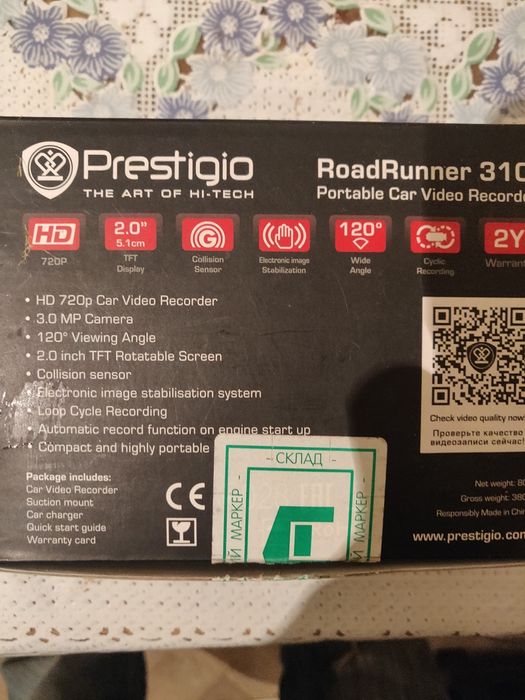 Prestigio
THE ART OF HI-TECH
RoadRunner 310
Portable Car Video Recorde
HD
720P
2.0"
5.1cm
TFT
Display
G
Collision
Sensor
Electronic image
Stabilization
120°
Wide
Angle
Cyclic
Recording
2Y
Warrant
• HD 720p Car Video Recorder
• 3.0 MP Camera
• 120° Viewing Angle
• 2.0 inch TFT Rotatable Screen
• Collision sensor
• Electronic image stabilisation system
• Loop Cycle Recording
• Automatic record function on engine start up
• Compact and highly portable
Check video quality now
Проверьте качество
видеозаписи сейчас!
Package includes:
Car Video Recorder
Suction mount
Car charger
Quick start guide
Warranty card
CE
- СКЛАД -
ИЙ МАРКЕР -
Й МАРКЕР -
Net weight: 80
Gross weight: 380
Responsibly Made in Chin
www.prestigio.com